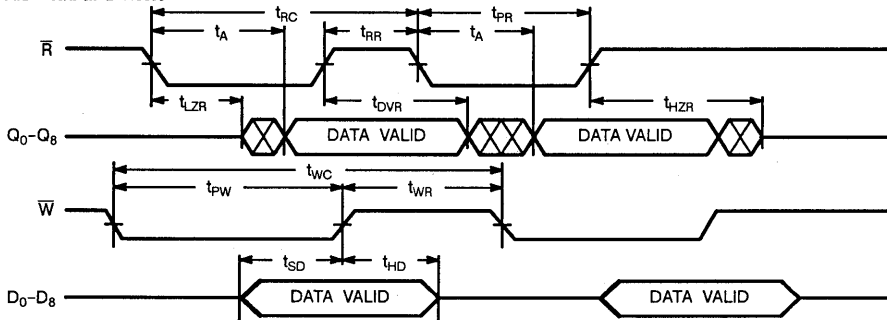 tRC tPR
tA tRR tA
R̅
tLZR tDVR tHZR
Q0-Q8 DATA VALID DATA VALID
tWC
tPW tWR
W̅
tSD tHD
D0-D8 DATA VALID DATA VALID